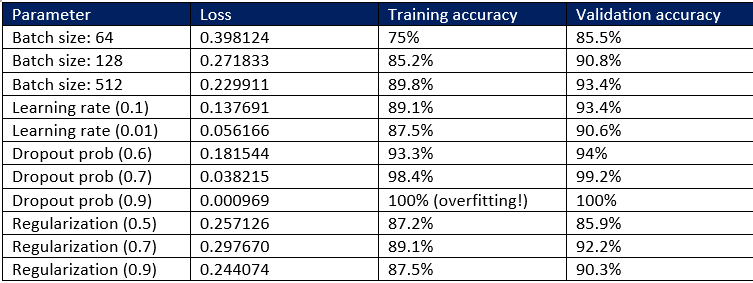 Parameter Loss Training accuracy Validation accuracy
Batch size: 64 0.398124 75% 85.5%
Batch size: 128 0.271833 85.2% 90.8%
Batch size: 512 0.229911 89.8% 93.4%
Learning rate (0.1) 0.137691 89.1% 93.4%
Learning rate (0.01) 0.056166 87.5% 90.6%
Dropout prob (0.6) 0.181544 93.3% 94%
Dropout prob (0.7) 0.038215 98.4% 99.2%
Dropout prob (0.9) 0.000969 100% (overfitting!) 100%
Regularization (0.5) 0.257126 87.2% 85.9%
Regularization (0.7) 0.297670 89.1% 92.2%
Regularization (0.9) 0.244074 87.5% 90.3%